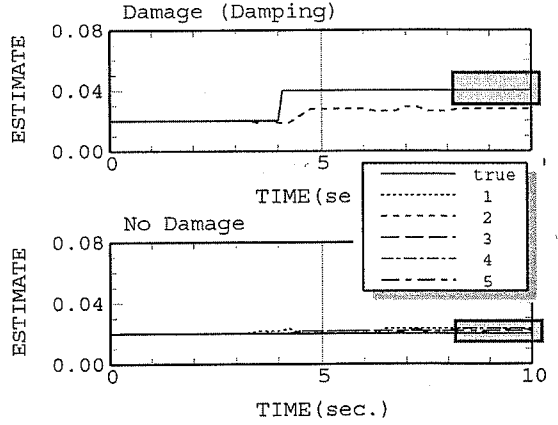 Damage (Damping)
0.08
0.04
0.00
ESTIMATE
0
5
TIME(se
true
1
2
3
4
5
No Damage
0.08
0.04
0.00
ESTIMATE
0
5
10
TIME(sec.)